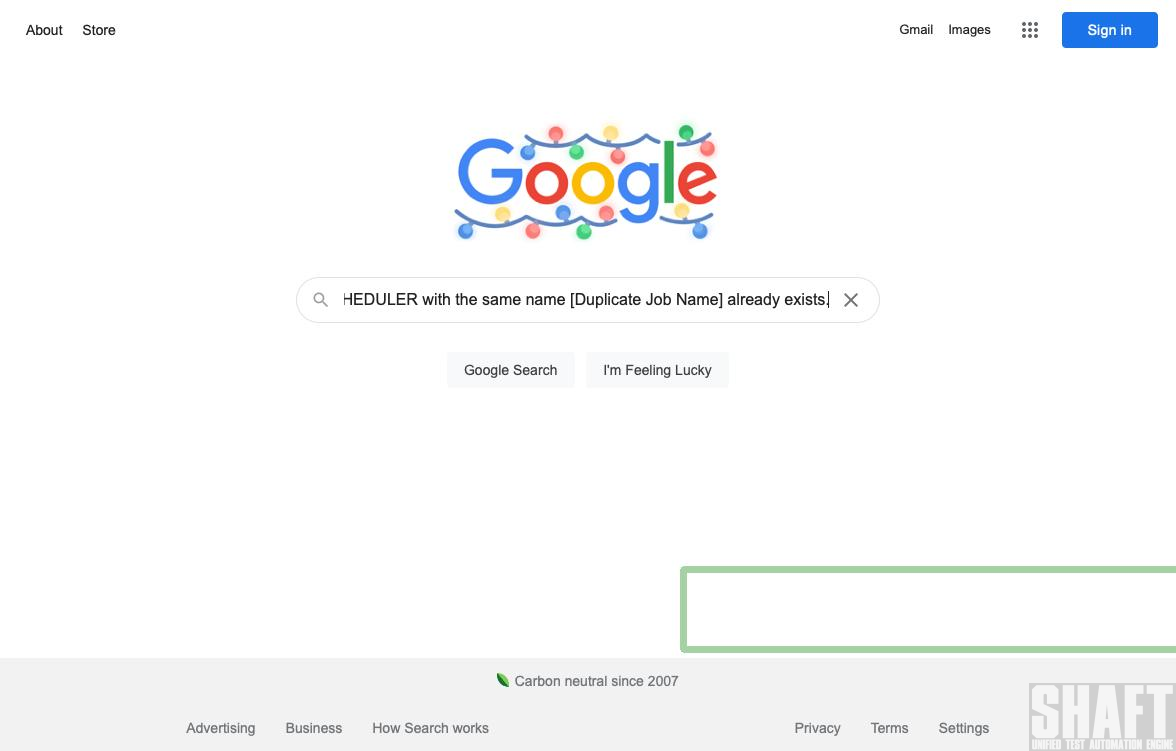 About Store
Gmail Images
Sign in
Google
HEDULER with the same name [Duplicate Job Name] already exists.
Google Search
I'm Feeling Lucky
Carbon neutral since 2007
Advertising Business How Search works
Privacy Terms Settings
SHAFT
UNIFIED TEST AUTOMATION ENGINE